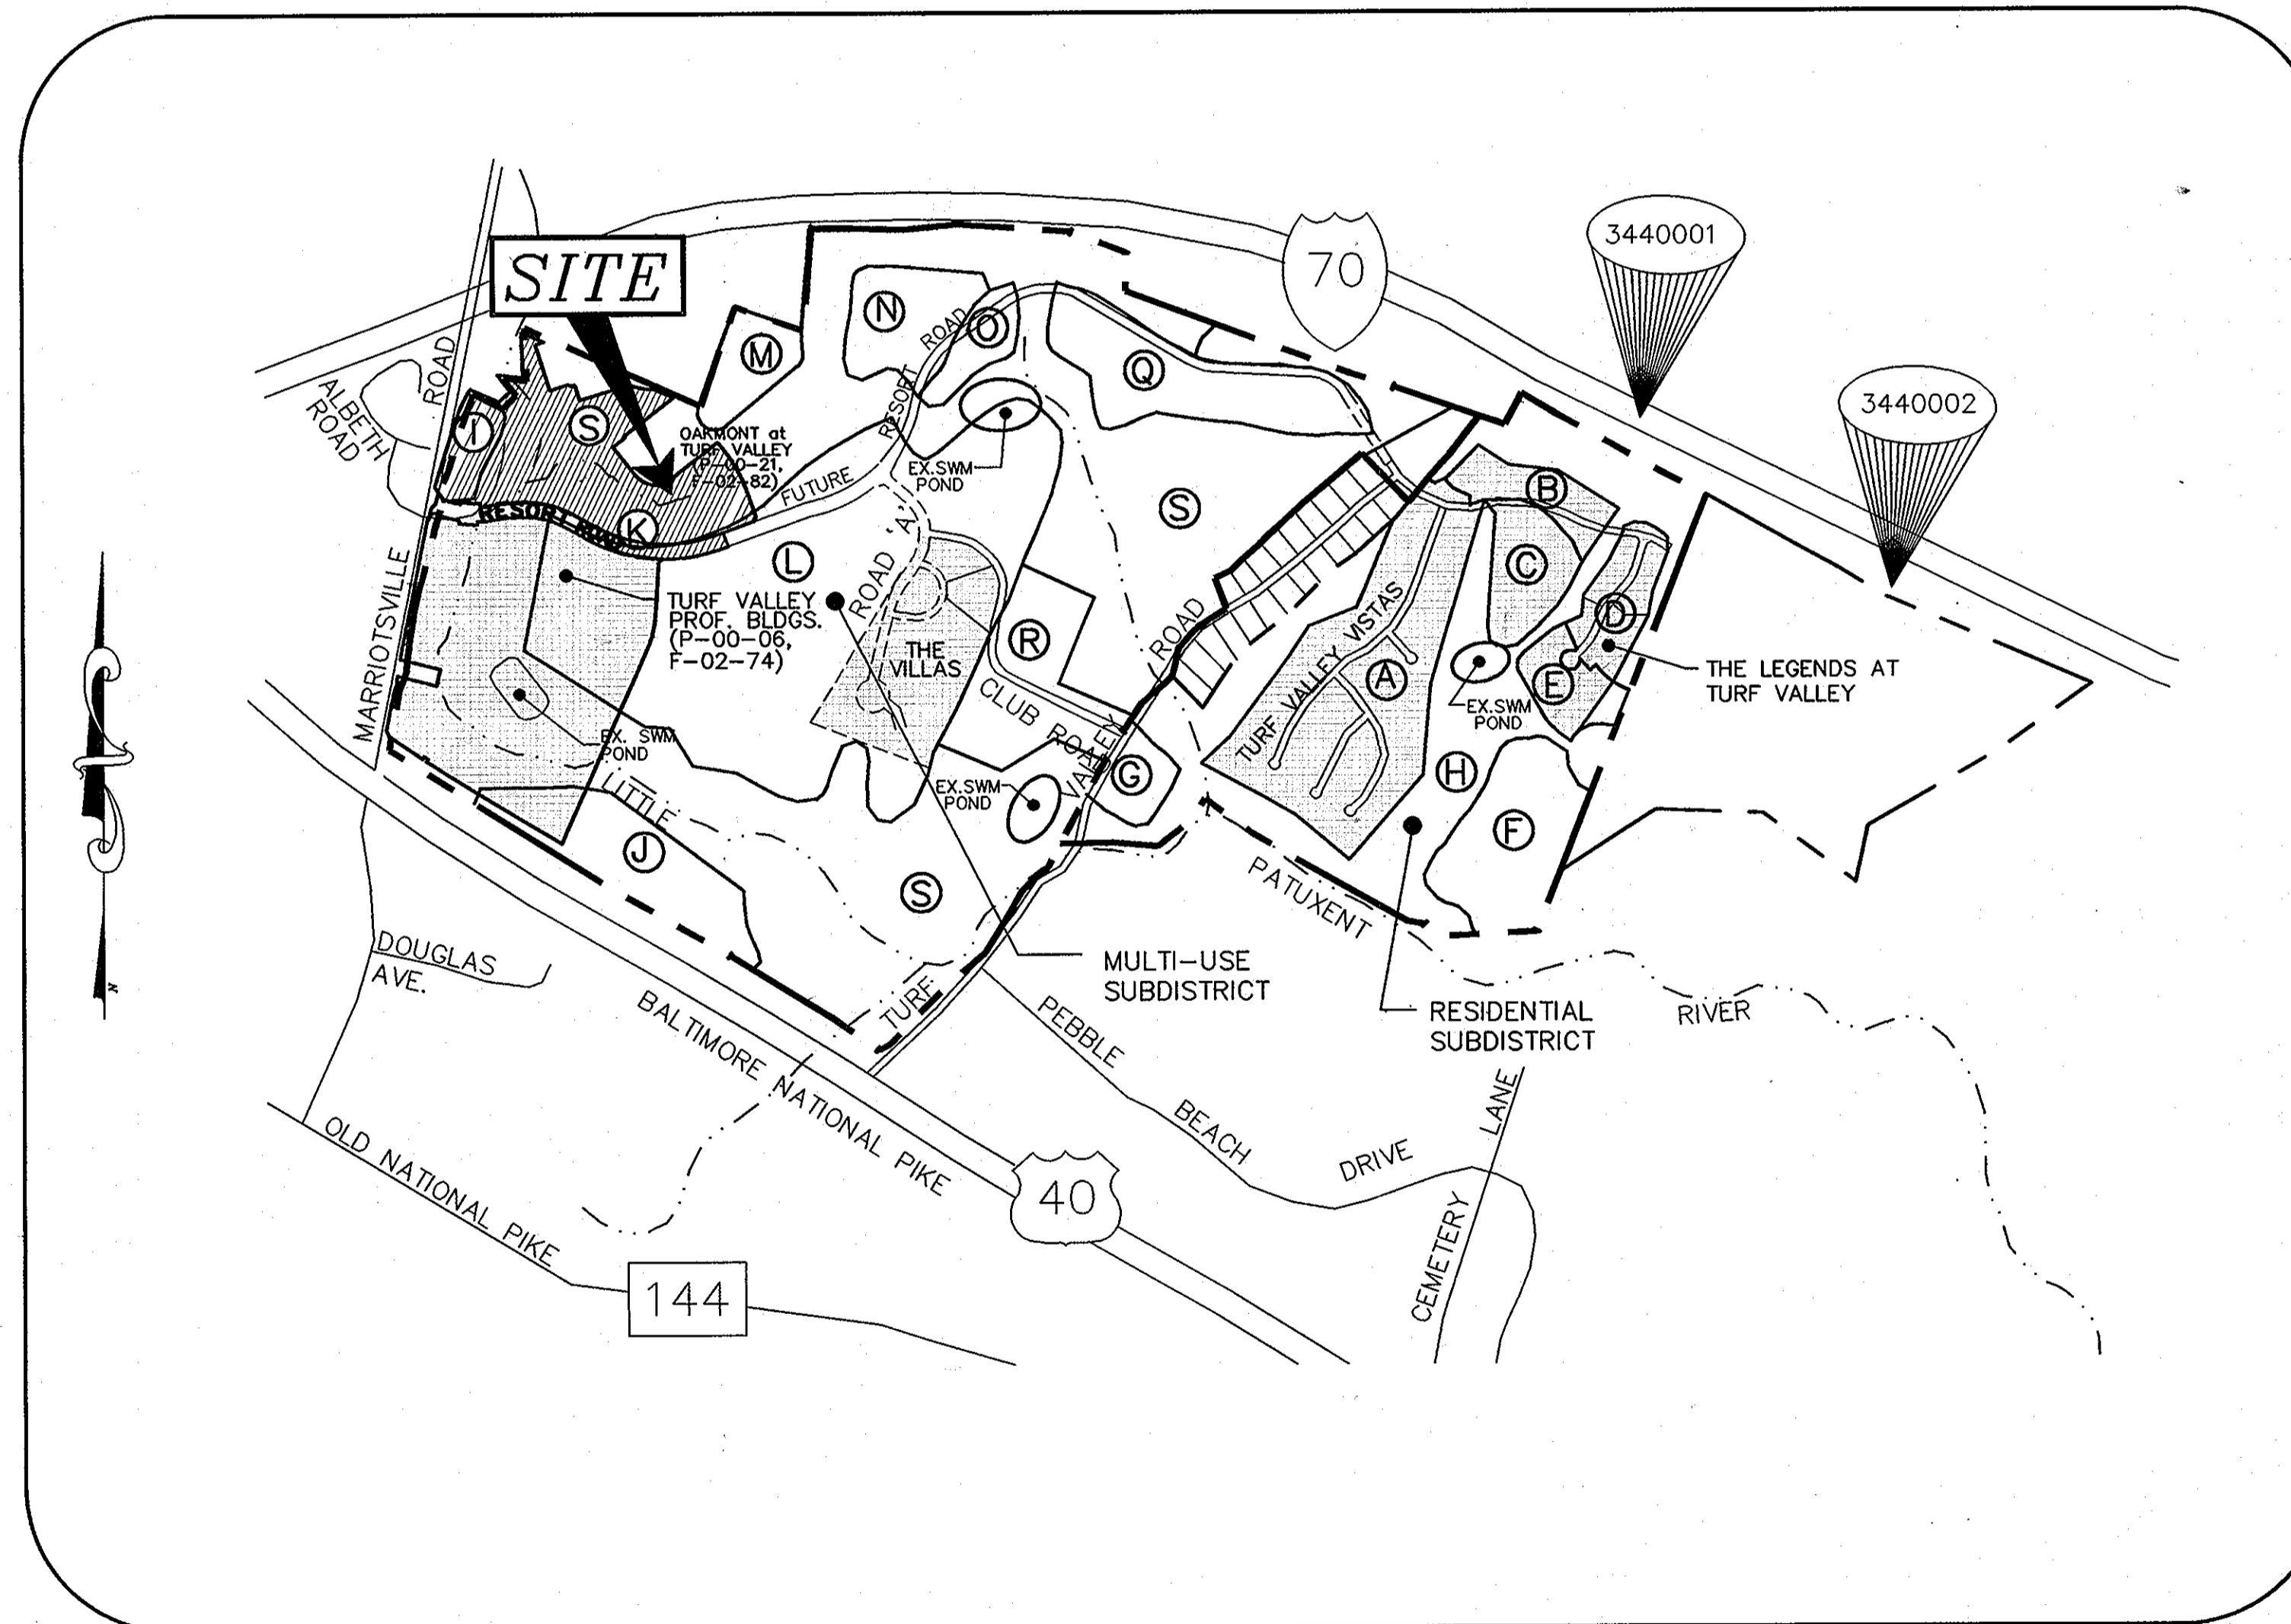 SITE
70
3440001
3440002
N
O
M
Q
I
S
K
ALBETH
ROAD
ROAD
MARRIOTSVILLE
OAKMONT at
TURF VALLEY
(P-00-21,
F-02-82)
RESORT ROAD
FUTURE
RESORT
ROAD
EX.SWM
POND
S
B
C
D
E
A
L
TURF VALLEY
PROF. BLDGS.
(P-00-06,
F-02-74)
ROAD 'A'
THE
VILLAS
R
CLUB ROAD
ROAD
VALLEY
TURF
TURF VALLEY VISTAS
EX.SWM
POND
THE LEGENDS AT
TURF VALLEY
EX. SWM
POND
EX.SWM
POND
G
H
F
LITTLE
J
S
PATUXENT
RIVER
MULTI-USE
SUBDISTRICT
RESIDENTIAL
SUBDISTRICT
DOUGLAS
AVE.
BALTIMORE NATIONAL PIKE
PEBBLE
BEACH
DRIVE
CEMETERY
LANE
OLD NATIONAL PIKE
40
144
N